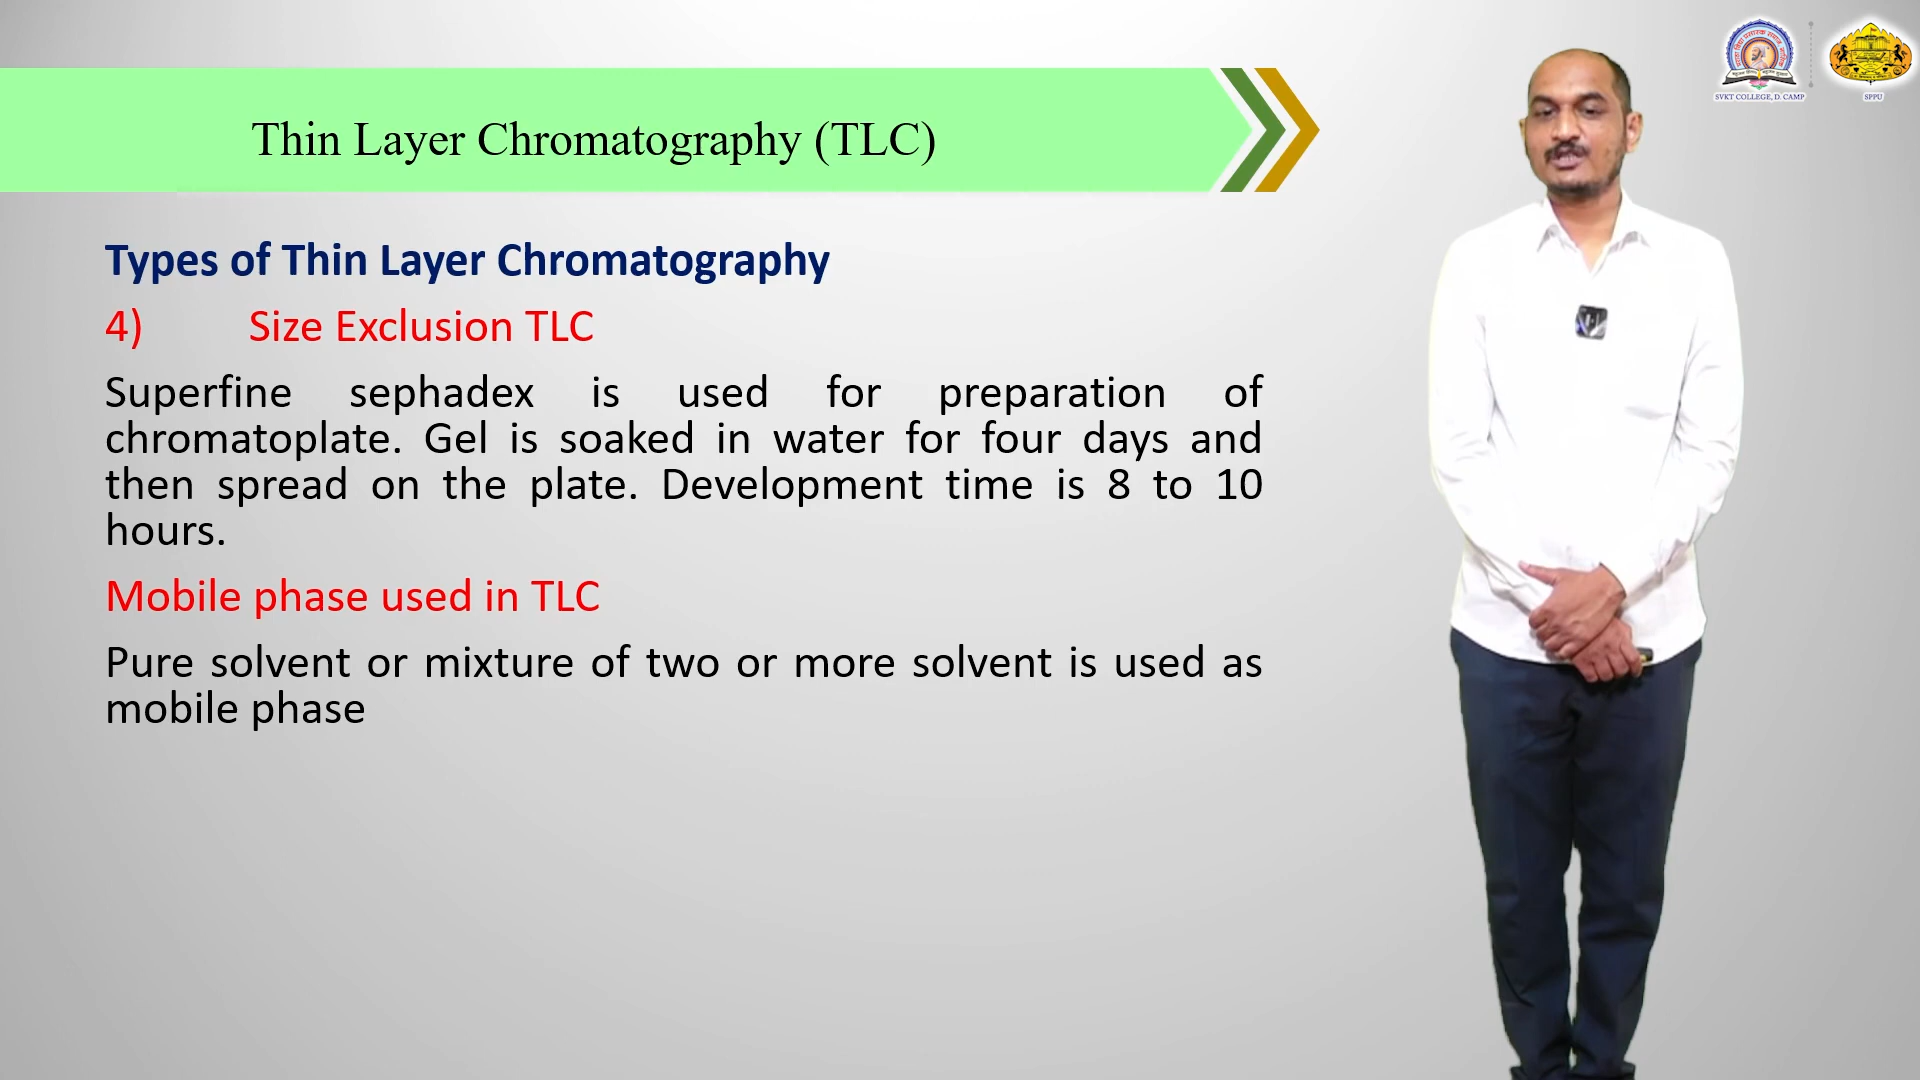 Thin Layer Chromatography (TLC)
Types of Thin Layer Chromatography
4) Size Exclusion TLC
Superfine sephadex is used for preparation of
chromatoplate. Gel is soaked in water for four days and
then spread on the plate. Development time is 8 to 10
hours.
Mobile phase used in TLC
Pure solvent or mixture of two or more solvent is used as
mobile phase
SVKT COLLEGE, D. CAMP
SPPU